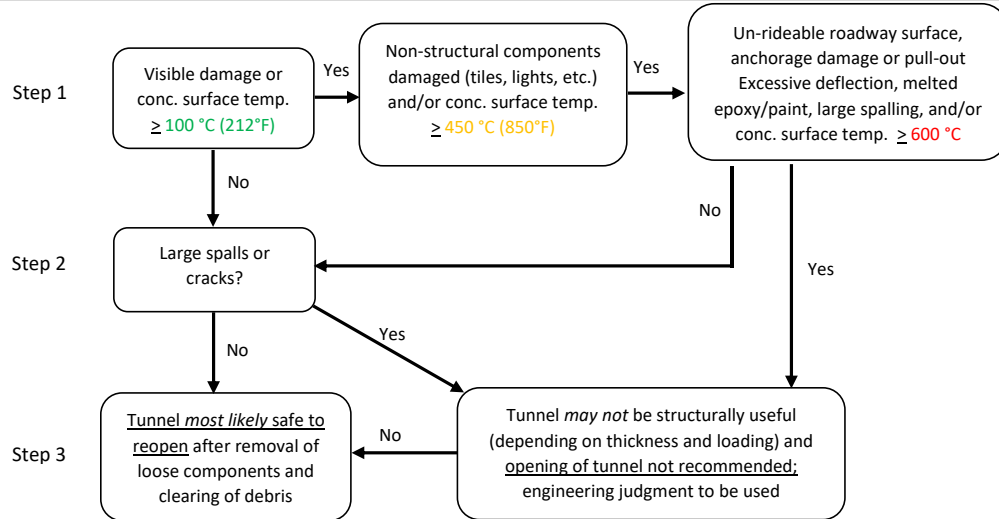 Step 1
Visible damage or
conc. surface temp.
≥ 100 °C (212°F)
Yes
Non-structural components
damaged (tiles, lights, etc.)
and/or conc. surface temp.
≥ 450 °C (850°F)
Yes
Un-rideable roadway surface,
anchorage damage or pull-out
Excessive deflection, melted
epoxy/paint, large spalling, and/or
conc. surface temp. ≥ 600 °C
No
No
Yes
Step 2
Large spalls or
cracks?
No
Yes
Step 3
Tunnel most likely safe to
reopen after removal of
loose components and
clearing of debris
No
Tunnel may not be structurally useful
(depending on thickness and loading) and
opening of tunnel not recommended;
engineering judgment to be used